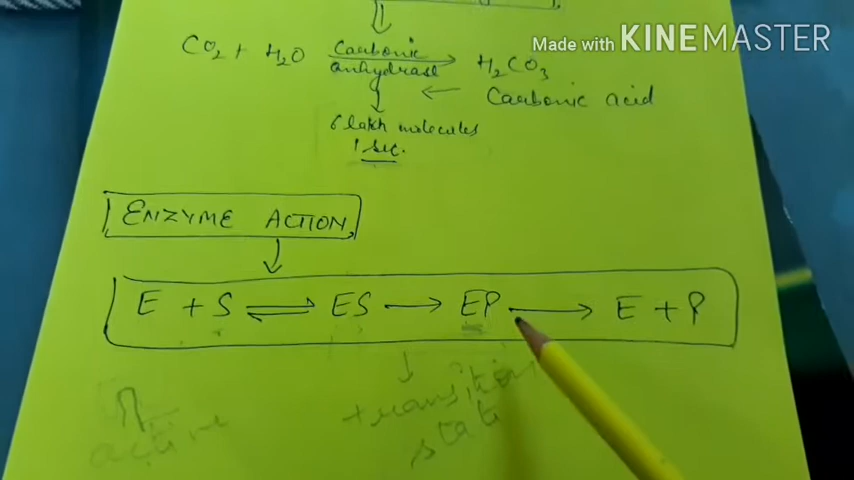 Made with KINEMASTER
CO2 + H2O Carbonic anhydrase → H2CO3
← Carbonic acid
6 lakh molecules
1 sec.
ENZYME ACTION
E + S ⇌ ES → EP → E + P
transition
state
active